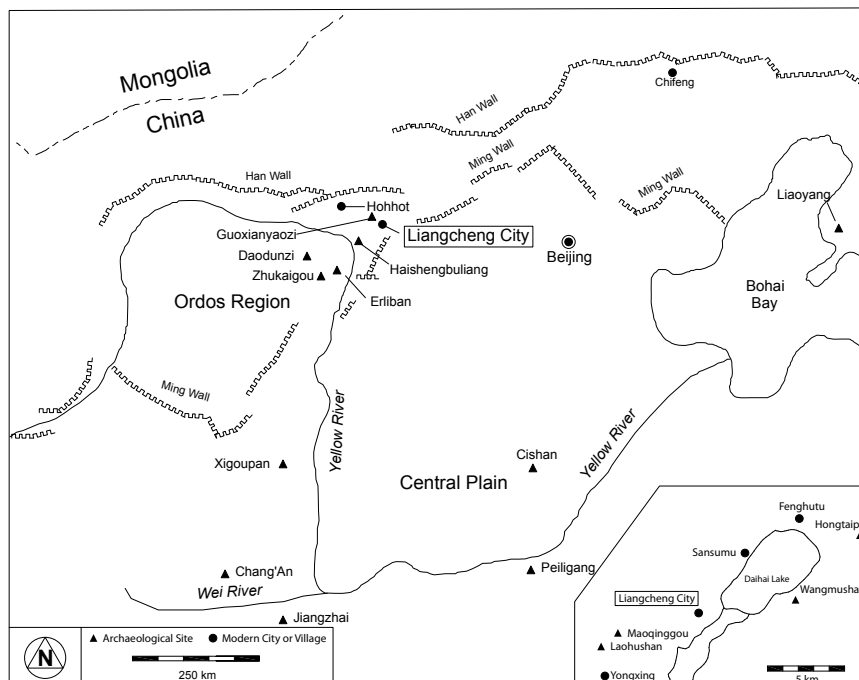 Mongolia
China
Chifeng
Han Wall
Ming Wall
Han Wall
Ming Wall
Liaoyang
Hohhot
Guoxianyaozi
Liangcheng City
Beijing
Daodunzi
Haishengbuliang
Zhukaigou
Erliban
Ordos Region
Bohai
Bay
Ming Wall
Yellow River
Yellow River
Xigoupan
Cishan
Central Plain
Chang'An
Wei River
Peiligang
Jiangzhai
Fenghutu
Hongtaip
Sansumu
Daihai Lake
Wangmusha
Liangcheng City
Maoqinggou
Laohushan
Yongxing
5 km
N
Archaeological Site
Modern City or Village
250 km